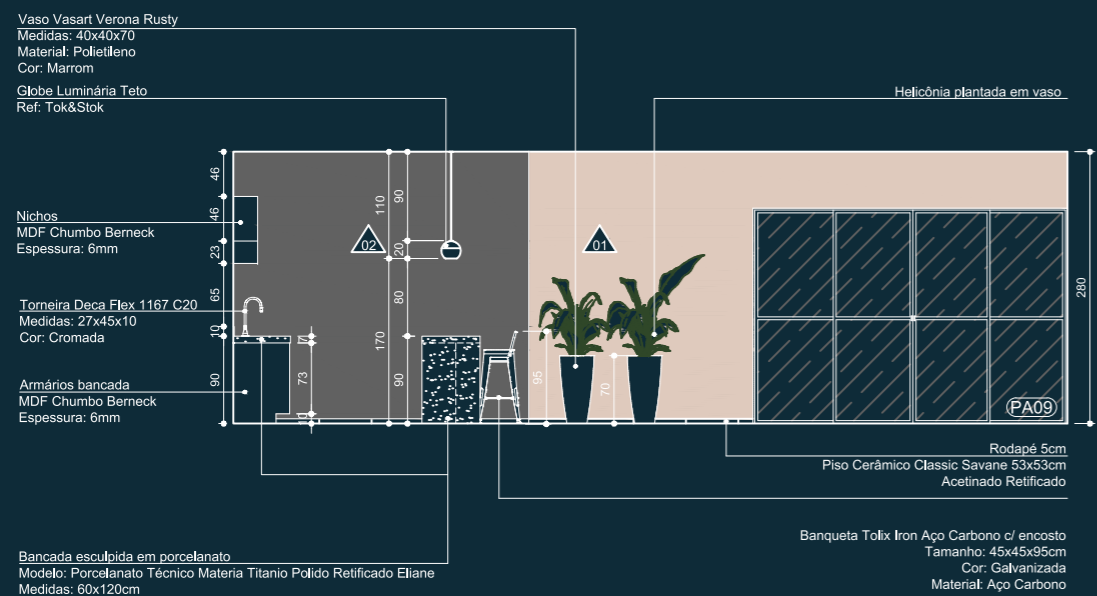 Vaso Vasart Verona Rusty
Medidas: 40x40x70
Material: Polietileno
Cor: Marrom
Globe Luminária Teto
Ref: Tok&Stok
Helicônia plantada em vaso
Nichos
MDF Chumbo Berneck
Espessura: 6mm
Torneira Deca Flex 1167 C20
Medidas: 27x45x10
Cor: Cromada
Armários bancada
MDF Chumbo Berneck
Espessura: 6mm
46
46
23
65
10
90
7
73
10
110
170
90
20
80
90
02
01
95
70
280
PA09
Rodapé 5cm
Piso Cerâmico Classic Savane 53x53cm
Acetinado Retificado
Banqueta Tolix Iron Aço Carbono c/ encosto
Tamanho: 45x45x95cm
Cor: Galvanizada
Material: Aço Carbono
Bancada esculpida em porcelanato
Modelo: Porcelanato Técnico Materia Titanio Polido Retificado Eliane
Medidas: 60x120cm